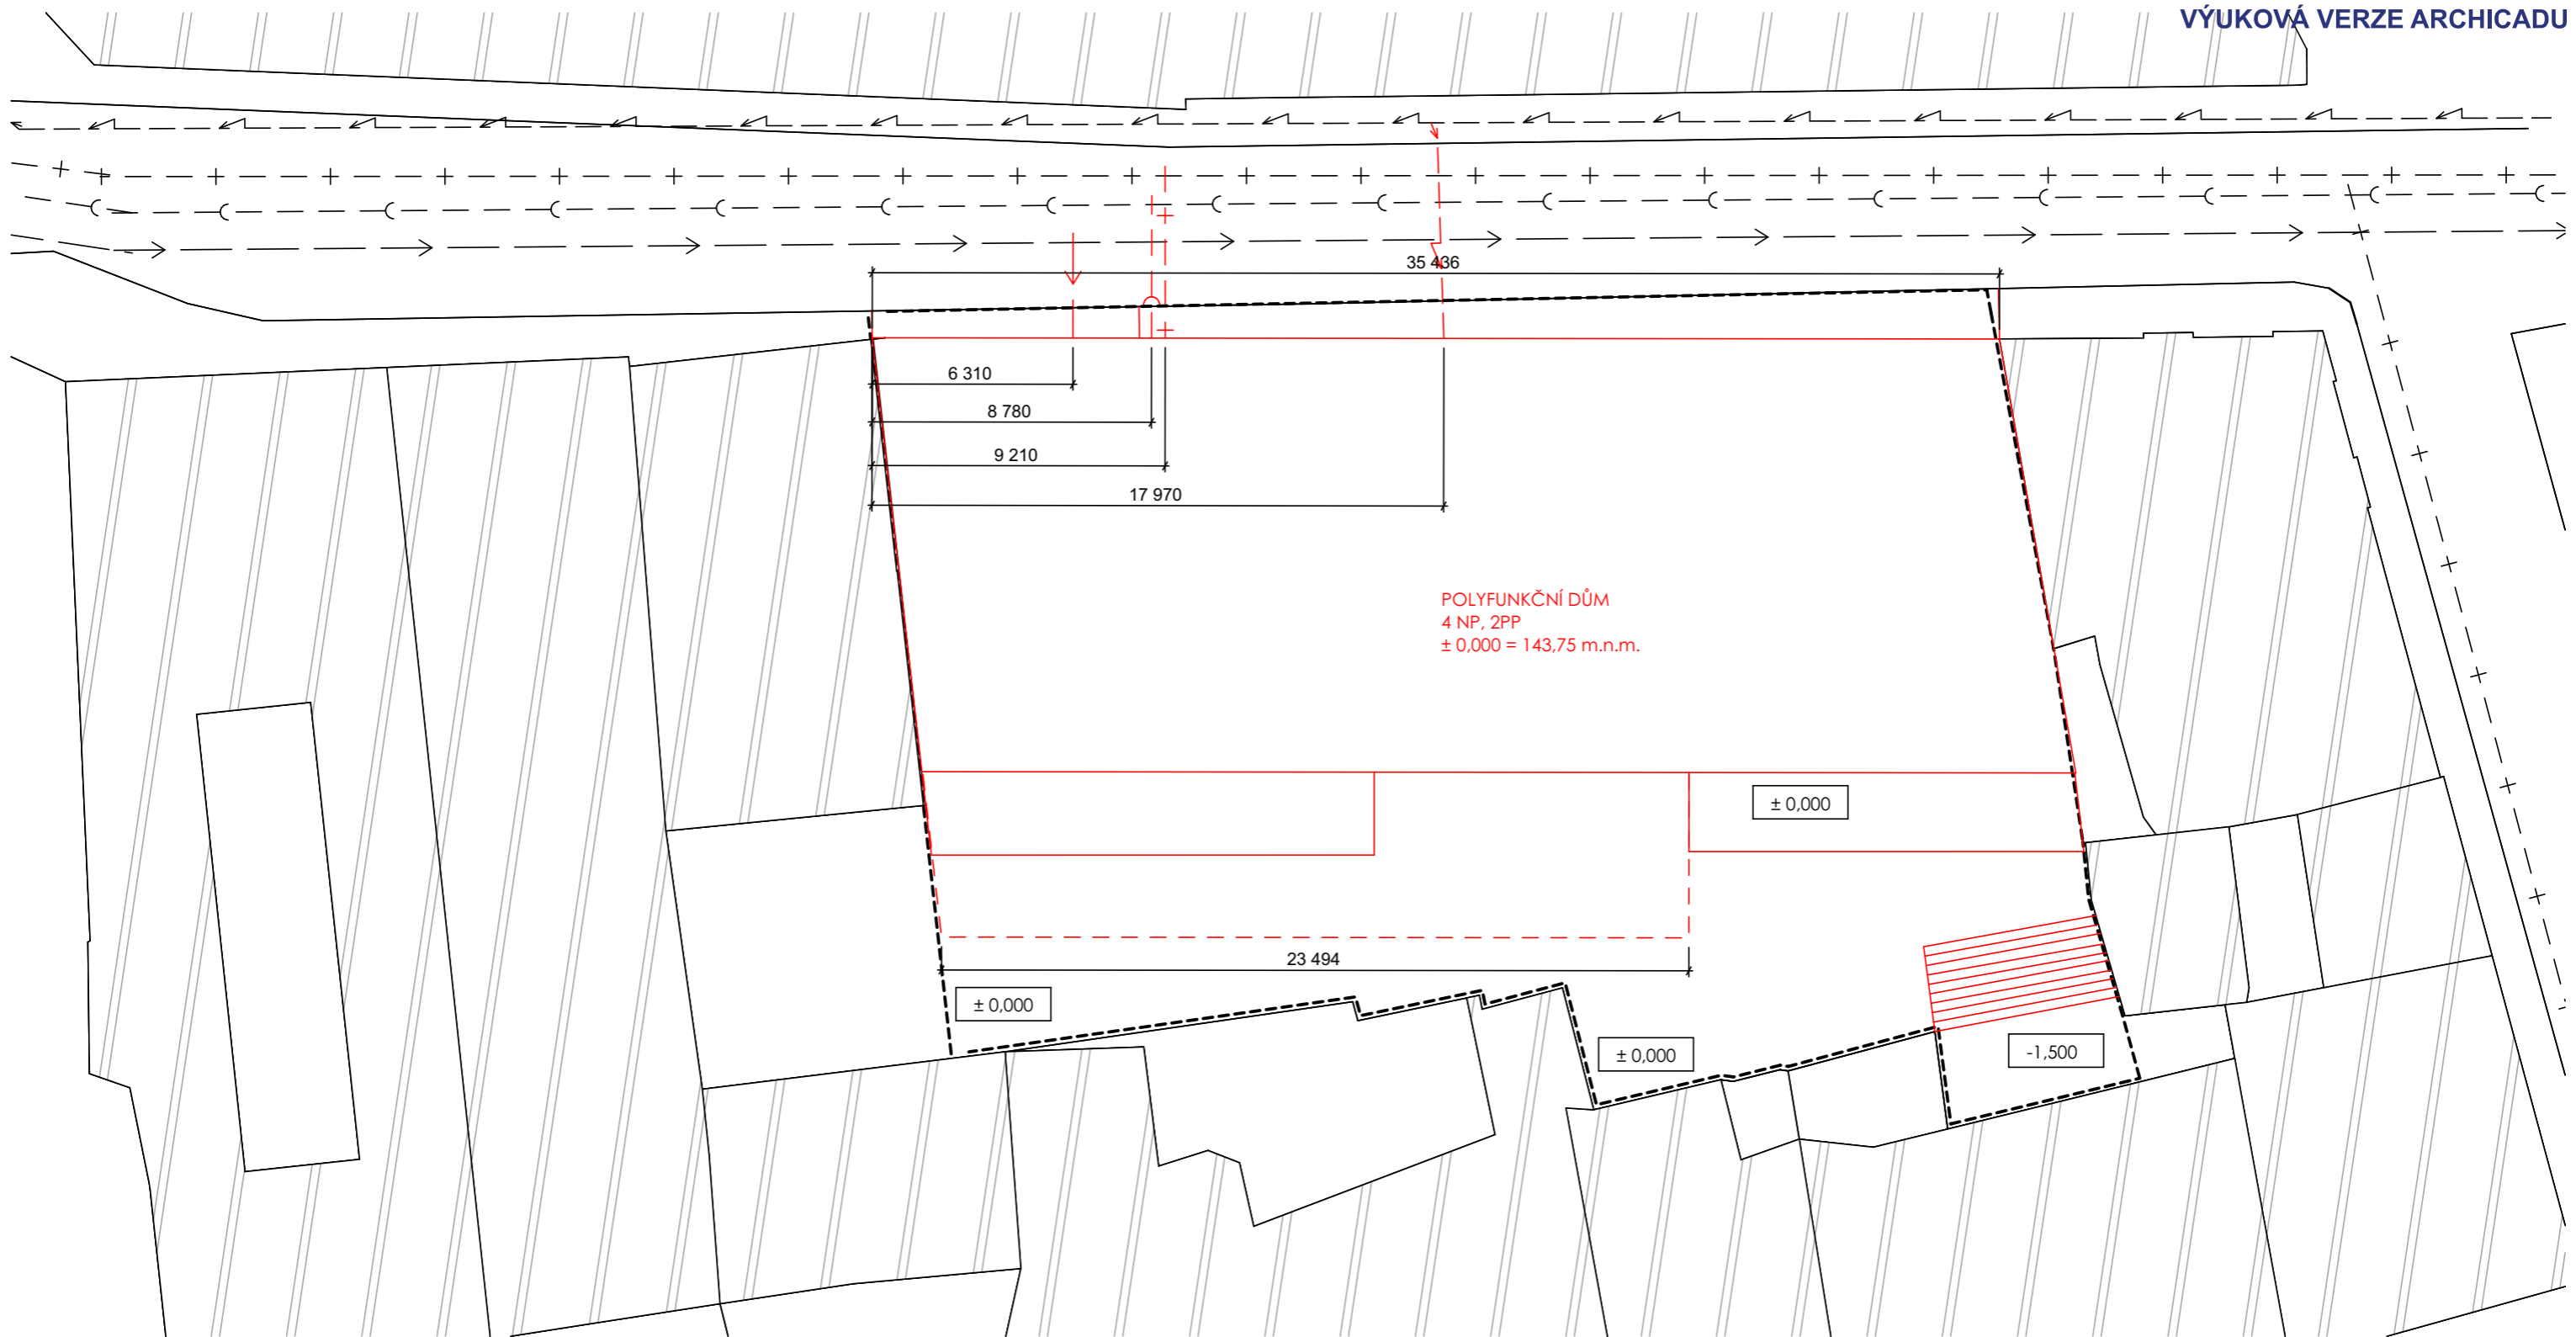 VÝUKOVÁ VERZE ARCHICADU
35 436
6 310
8 780
9 210
17 970
POLYFUNKČNÍ DŮM
4 NP, 2PP
± 0,000 = 143,75 m.n.m.
± 0,000
23 494
± 0,000
± 0,000
-1,500